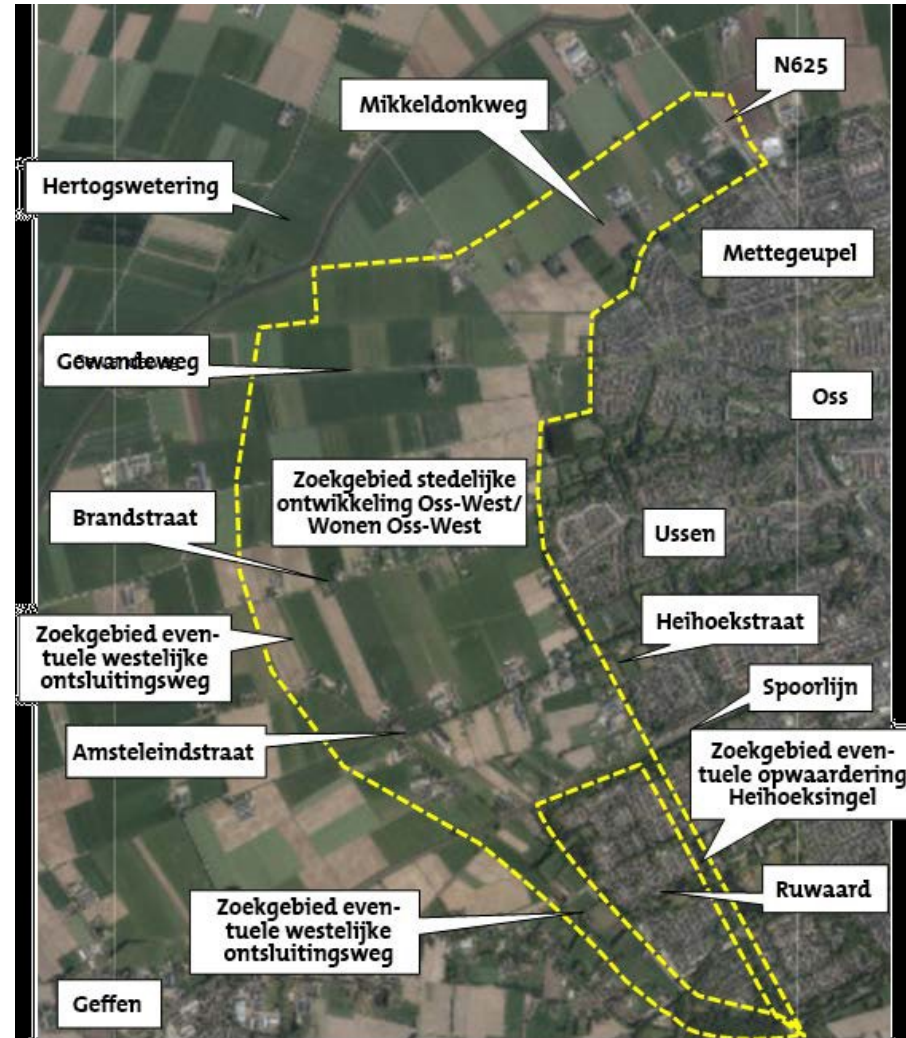 N625
Mikkeldonkweg
Hertogswetering
Mettegeupel
Gewandeweg
Oss
Zoekgebied stedelijke
ontwikkeling Oss-West/
Wonen Oss-West
Brandstraat
Ussen
Heihoekstraat
Zoekgebied even-
tuele westelijke
ontsluitingsweg
Spoorlijn
Amsteleindstraat
Zoekgebied even-
tuele opwaardering
Heihoeksingel
Ruwaard
Zoekgebied even-
tuele westelijke
ontsluitingsweg
Geffen